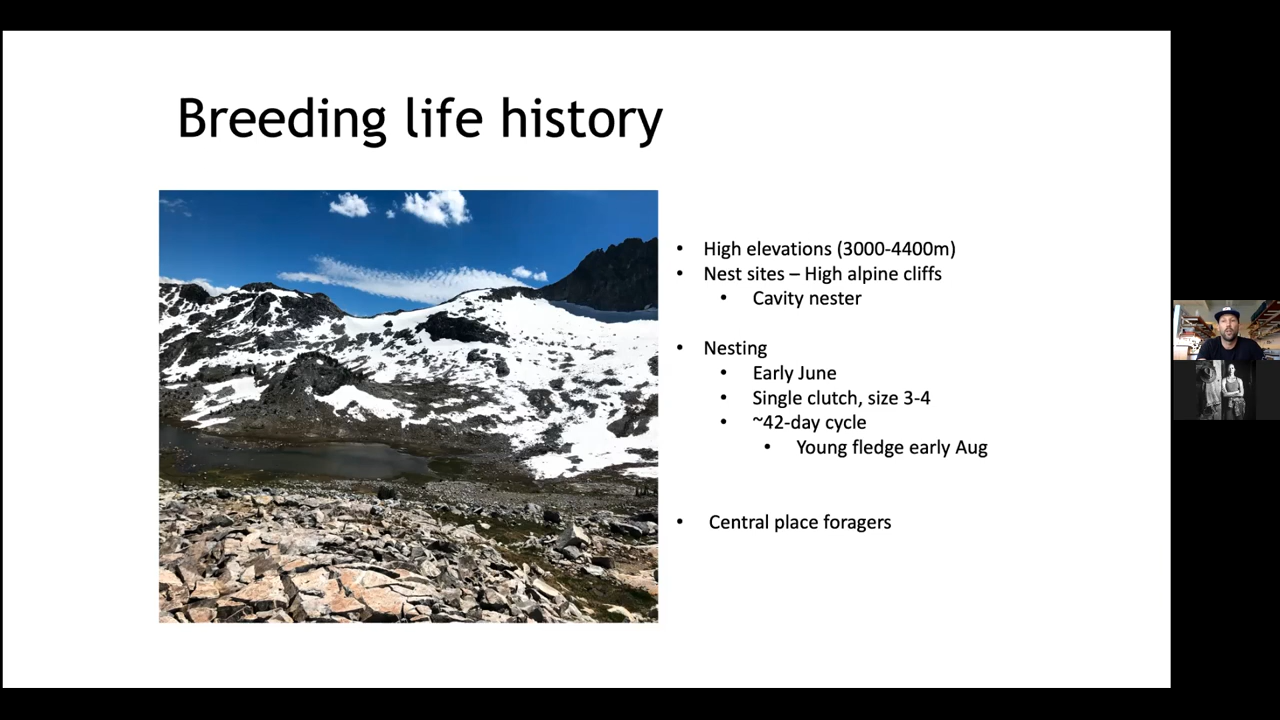 Breeding life history
• High elevations (3000-4400m)
• Nest sites – High alpine cliffs
• Cavity nester
• Nesting
• Early June
• Single clutch, size 3-4
• ~42-day cycle
• Young fledge early Aug
• Central place foragers